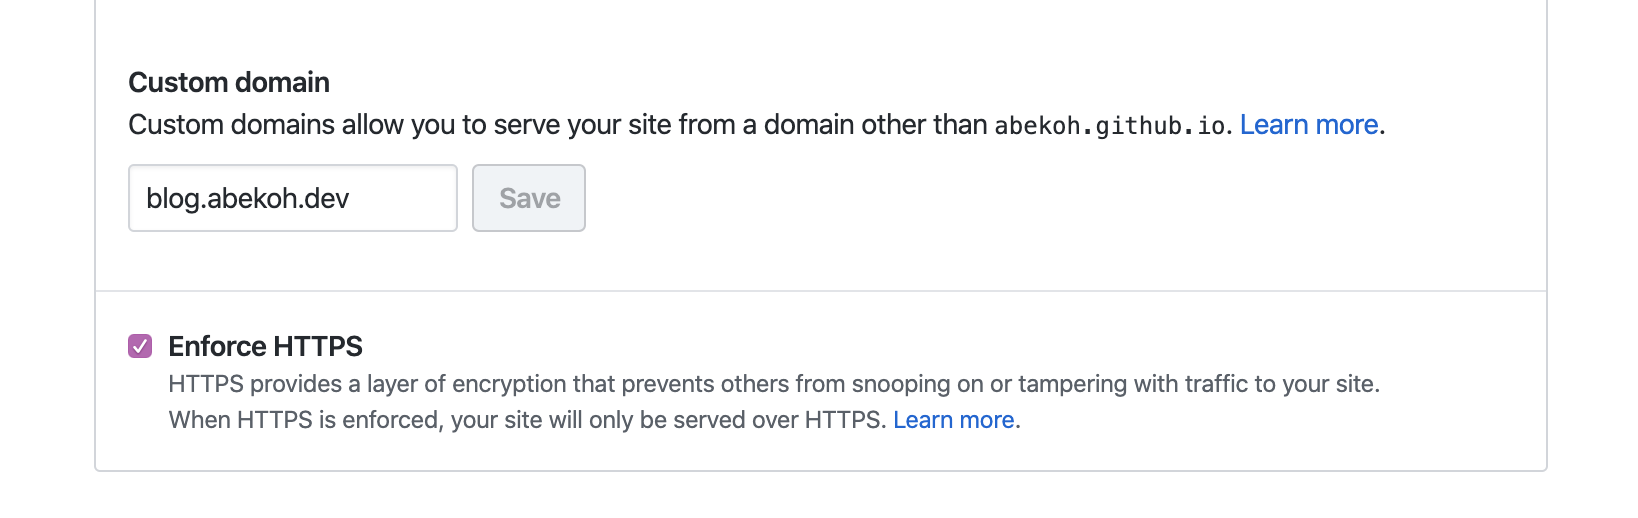 Custom domain
Custom domains allow you to serve your site from a domain other than abekoh.github.io. Learn more.
blog.abekoh.dev Save
Enforce HTTPS
HTTPS provides a layer of encryption that prevents others from snooping on or tampering with traffic to your site.
When HTTPS is enforced, your site will only be served over HTTPS. Learn more.